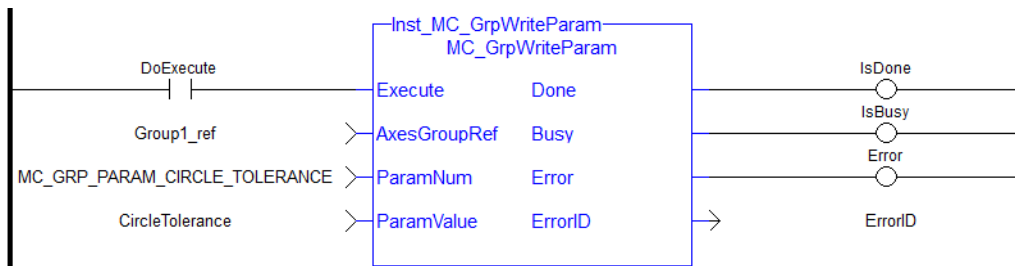 Inst_MC_GrpWriteParam
MC_GrpWriteParam
DoExecute
Execute Done
IsDone
Group1_ref
AxesGroupRef Busy
IsBusy
MC_GRP_PARAM_CIRCLE_TOLERANCE
ParamNum Error
Error
CircleTolerance
ParamValue ErrorID
ErrorID